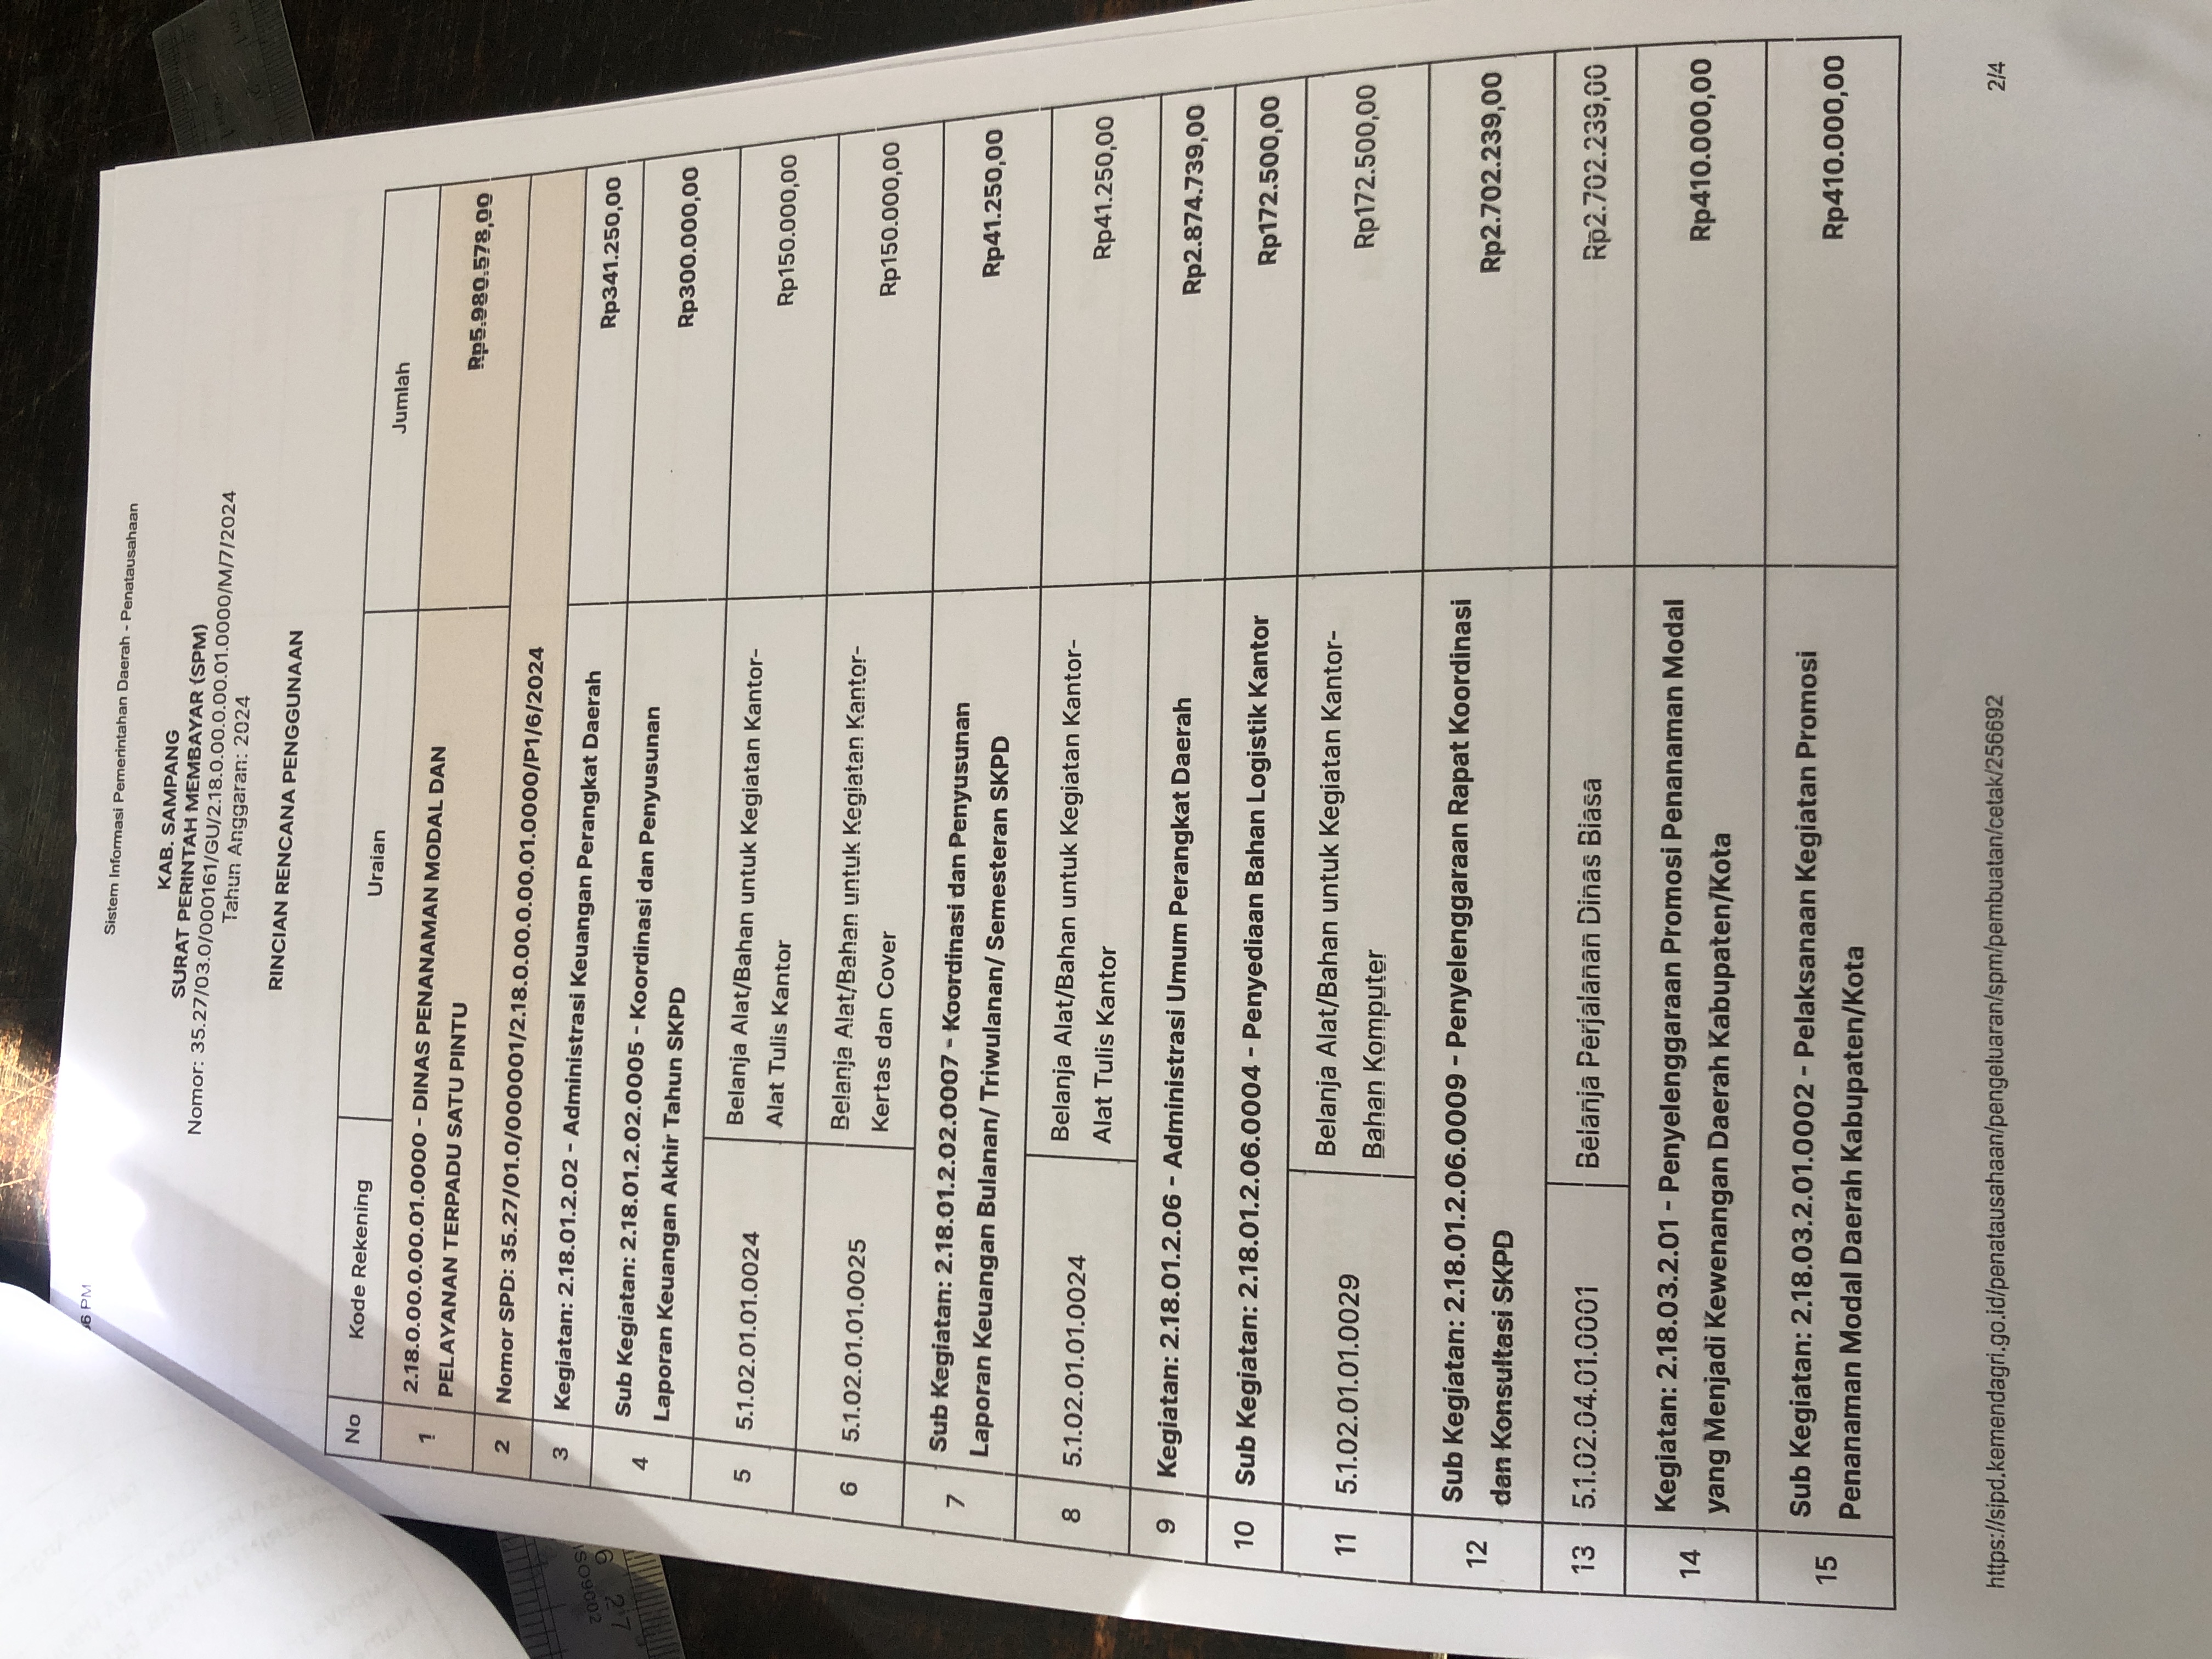 6 PM
Sistem Informasi Pemerintahan Daerah - Penatausahaan
KAB. SAMPANG
SURAT PERINTAH MEMBAYAR (SPM)
Nomor: 35.27/03.0/000161/GU/2.18.0.00.0.00.01.0000/M/7/2024
Tahun Anggaran: 2024
RINCIAN RENCANA PENGGUNAAN
No Kode Rekening Uraian Jumlah
1 2.18.0.00.0.00.01.0000 - DINAS PENANAMAN MODAL DAN
PELAYANAN TERPADU SATU PINTU Rp5.980.578,00
2 Nomor SPD: 35.27/01.0/000001/2.18.0.00.0.00.01.0000/P1/6/2024
3 Kegiatan: 2.18.01.2.02 - Administrasi Keuangan Perangkat Daerah Rp341.250,00
4 Sub Kegiatan: 2.18.01.2.02.0005 - Koordinasi dan Penyusunan
Laporan Keuangan Akhir Tahun SKPD Rp300.000,00
5 5.1.02.01.01.0024 Belanja Alat/Bahan untuk Kegiatan Kantor-
Alat Tulis Kantor Rp150.000,00
6 5.1.02.01.01.0025 Belanja Alat/Bahan untuk Kegiatan Kantor-
Kertas dan Cover Rp150.000,00
7 Sub Kegiatan: 2.18.01.2.02.0007 - Koordinasi dan Penyusunan
Laporan Keuangan Bulanan/ Triwulanan/ Semesteran SKPD Rp41.250,00
8 5.1.02.01.01.0024 Belanja Alat/Bahan untuk Kegiatan Kantor-
Alat Tulis Kantor Rp41.250,00
9 Kegiatan: 2.18.01.2.06 - Administrasi Umum Perangkat Daerah Rp2.874.739,00
10 Sub Kegiatan: 2.18.01.2.06.0004 - Penyediaan Bahan Logistik Kantor Rp172.500,00
11 5.1.02.01.01.0029 Belanja Alat/Bahan untuk Kegiatan Kantor-
Bahan Komputer Rp172.500,00
12 Sub Kegiatan: 2.18.01.2.06.0009 - Penyelenggaraan Rapat Koordinasi
dan Konsultasi SKPD Rp2.702.239,00
13 5.1.02.04.01.0001 Belanja Perjalanan Dinas Biasa Rp2.702.239,00
14 Kegiatan: 2.18.03.2.01 - Penyelenggaraan Promosi Penanaman Modal
yang Menjadi Kewenangan Daerah Kabupaten/Kota Rp410.000,00
15 Sub Kegiatan: 2.18.03.2.01.0002 - Pelaksanaan Kegiatan Promosi
Penanaman Modal Daerah Kabupaten/Kota Rp410.000,00
https://sipd.kemendagri.go.id/penatausahaan/pengeluaran/spm/pembuatan/cetak/256692 2/4